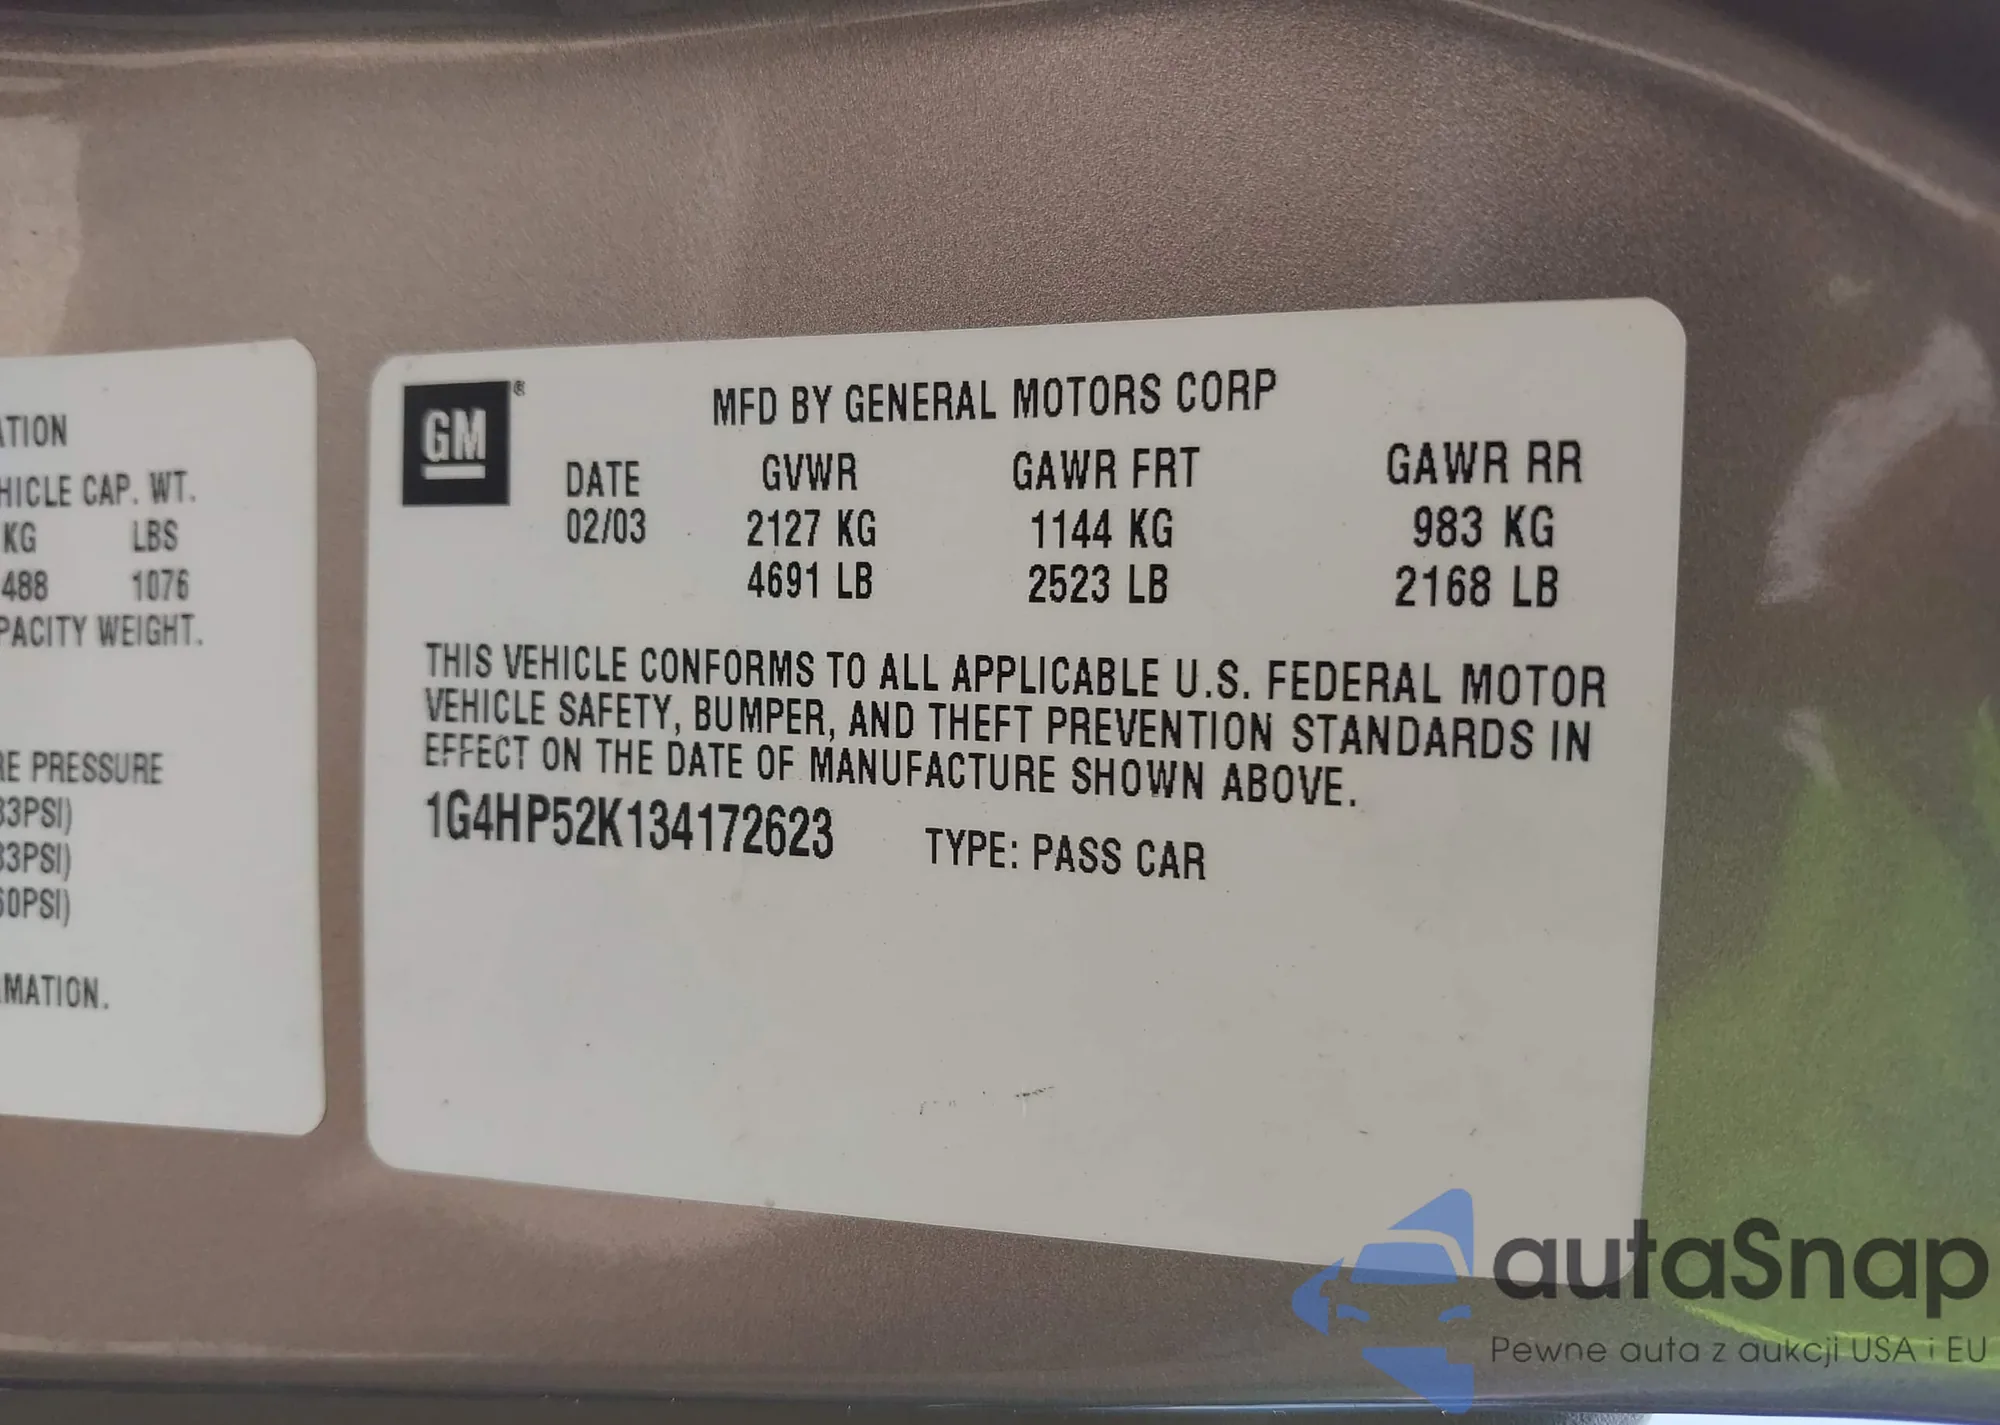 ATION
HICLE CAP. WT.
KG LBS
488 1076
PACITY WEIGHT.
RE PRESSURE
33PSI)
33PSI)
60PSI)
MATION.
GM ®
MFD BY GENERAL MOTORS CORP
DATE GVWR GAWR FRT GAWR RR
02/03 2127 KG 1144 KG 983 KG
4691 LB 2523 LB 2168 LB
THIS VEHICLE CONFORMS TO ALL APPLICABLE U.S. FEDERAL MOTOR
VEHICLE SAFETY, BUMPER, AND THEFT PREVENTION STANDARDS IN
EFFECT ON THE DATE OF MANUFACTURE SHOWN ABOVE.
1G4HP52K134172623 TYPE: PASS CAR
autaSnap
Pewne auta z aukcji USA i EU